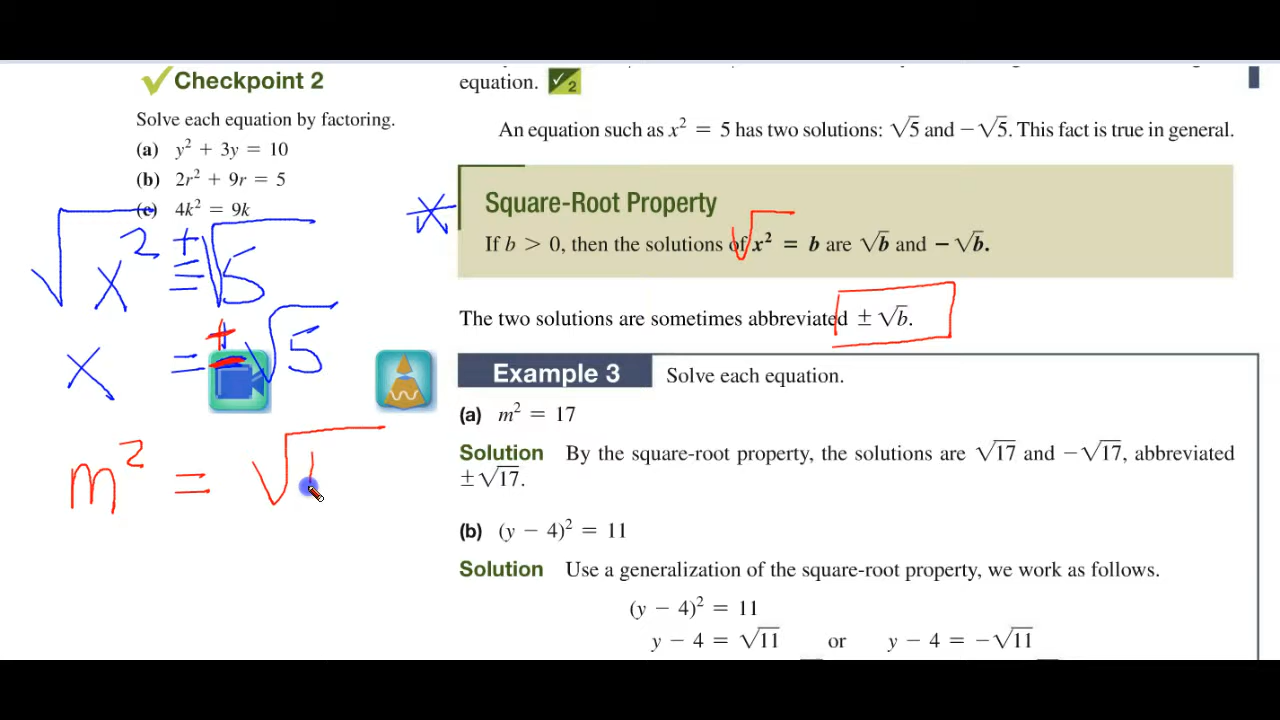 Checkpoint 2
Solve each equation by factoring.
(a) y² + 3y = 10
(b) 2r² + 9r = 5
(c) 4k² = 9k
√x² = ±√5
x = ±√5
m² = √1
equation. ✓2
An equation such as x² = 5 has two solutions: √5 and −√5. This fact is true in general.
Square-Root Property
If b > 0, then the solutions of x² = b are √b and −√b.
The two solutions are sometimes abbreviated ±√b.
Example 3 Solve each equation.
(a) m² = 17
Solution By the square-root property, the solutions are √17 and −√17, abbreviated
±√17.
(b) (y − 4)² = 11
Solution Use a generalization of the square-root property, we work as follows.
(y − 4)² = 11
y − 4 = √11 or y − 4 = −√11